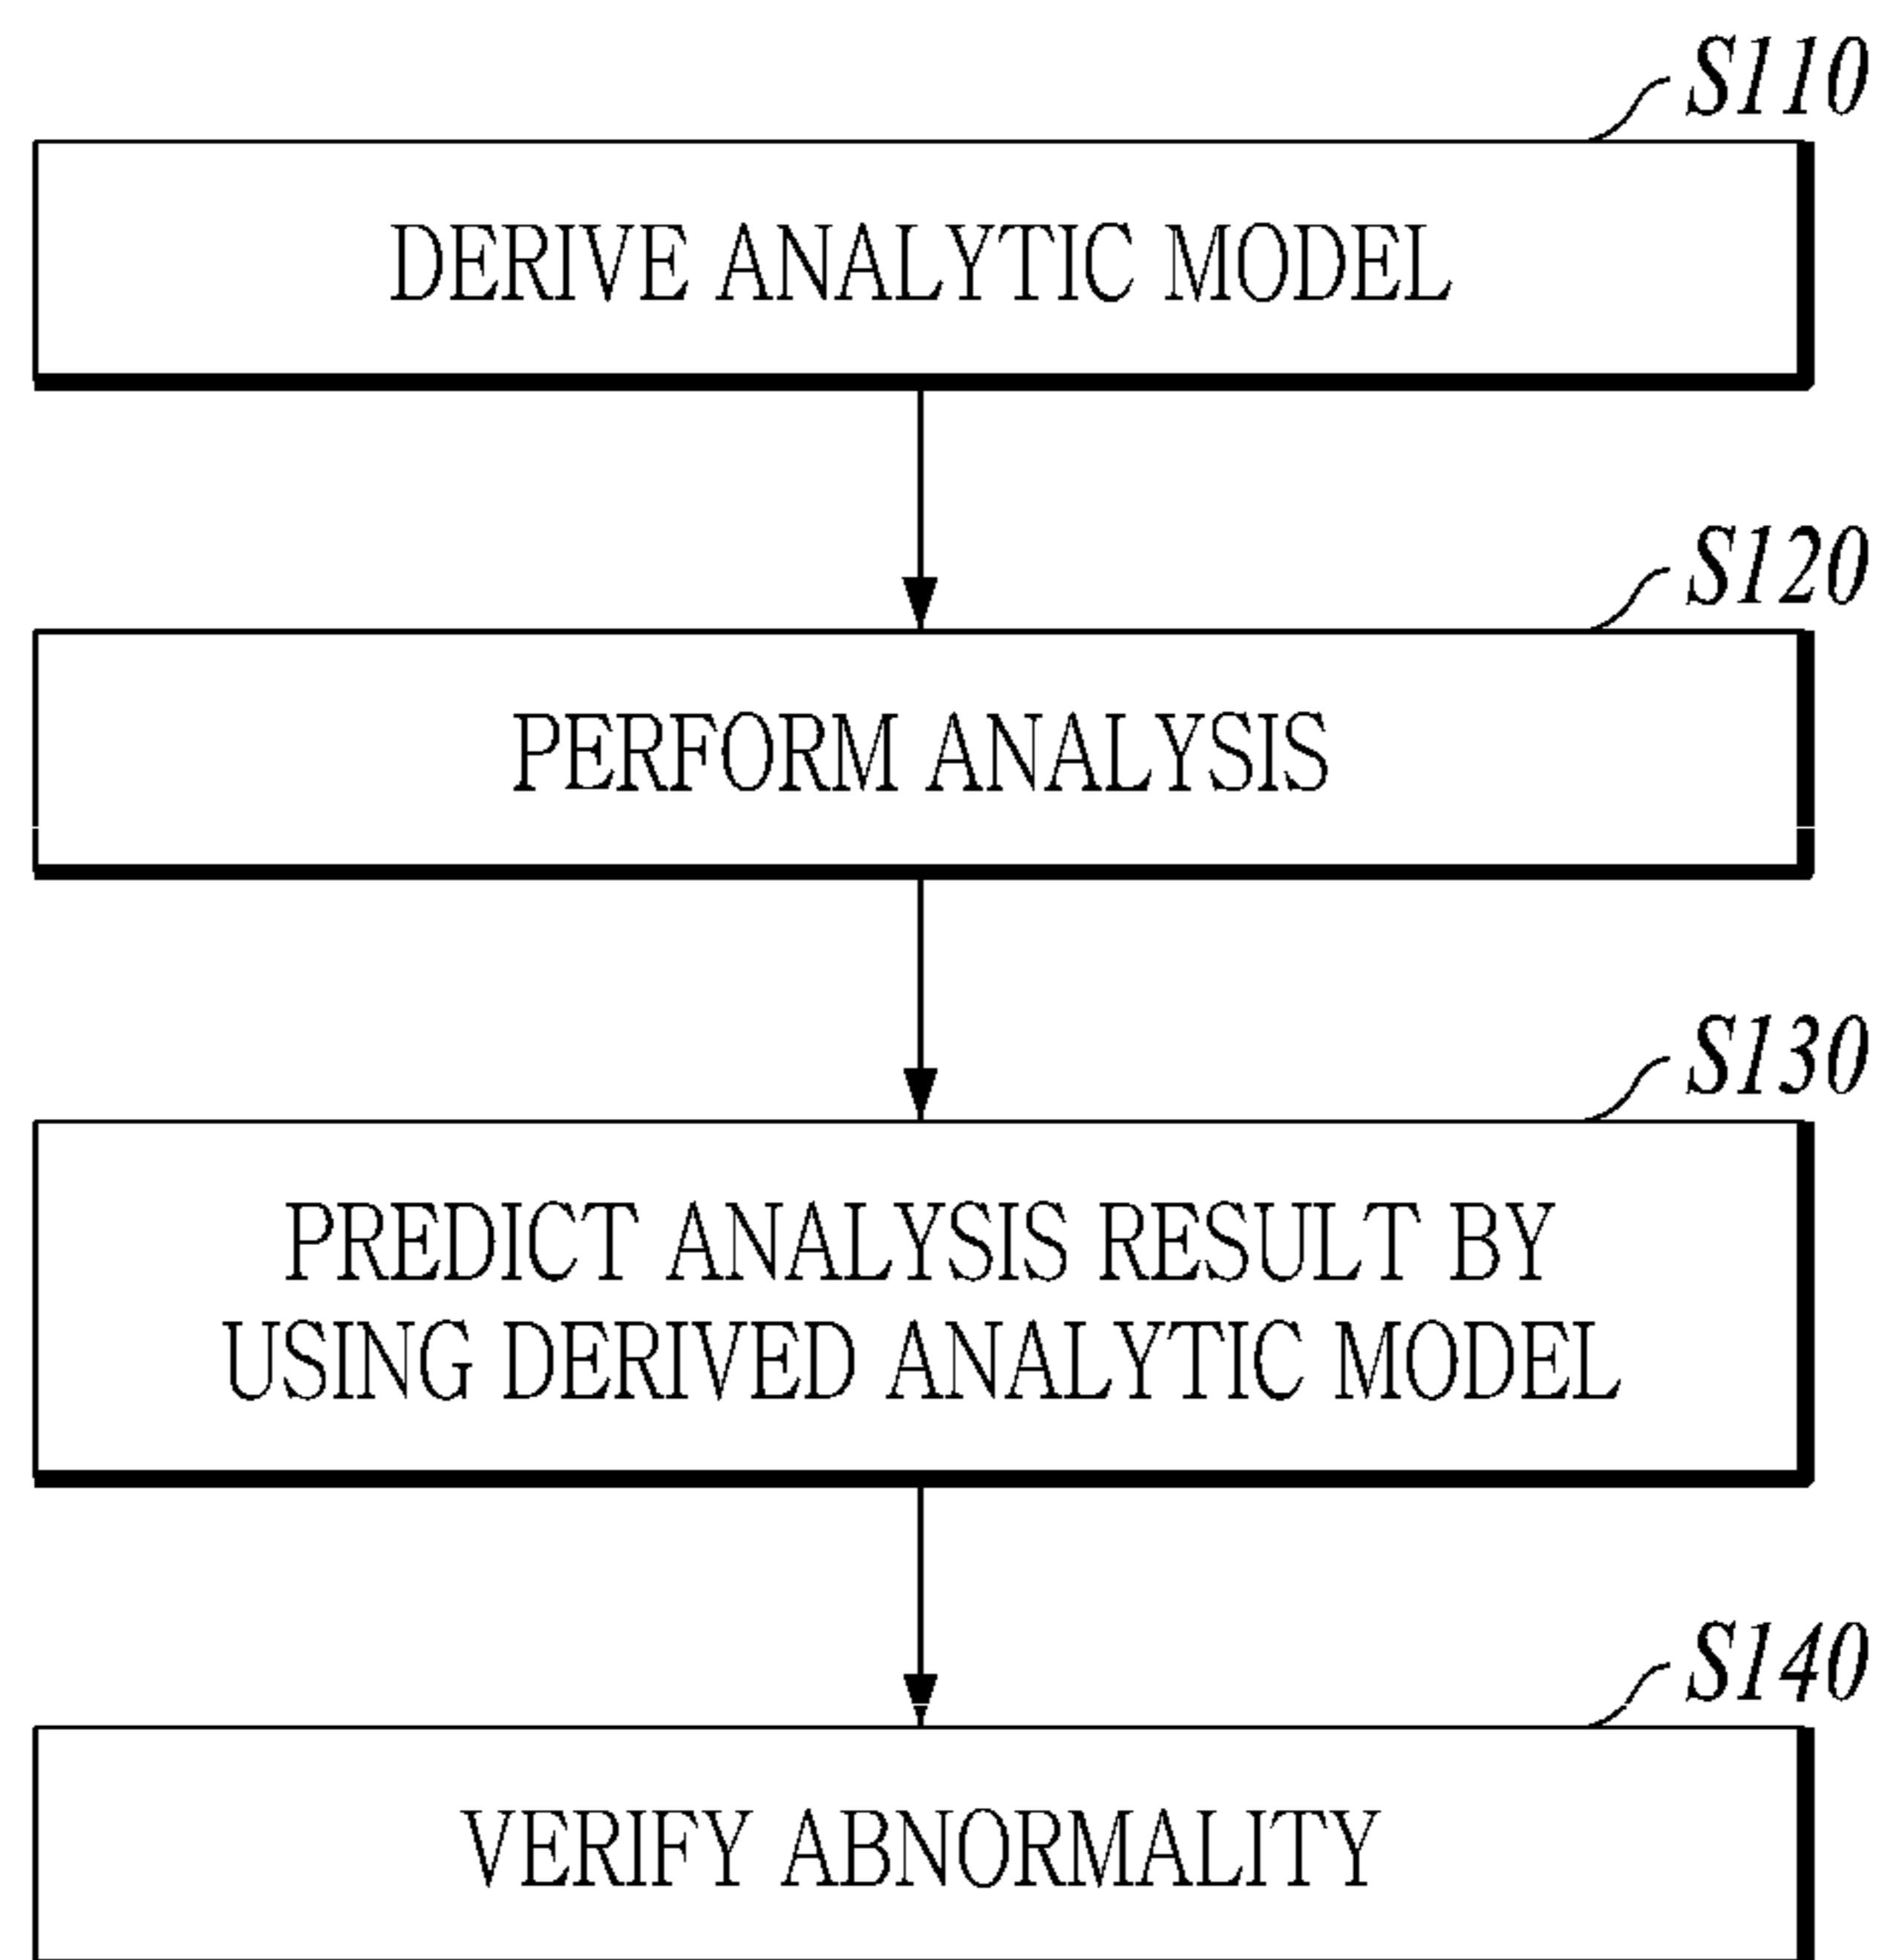 S110
DERIVE ANALYTIC MODEL
S120
PERFORM ANALYSIS
S130
PREDICT ANALYSIS RESULT BY
USING DERIVED ANALYTIC MODEL
S140
VERIFY ABNORMALITY